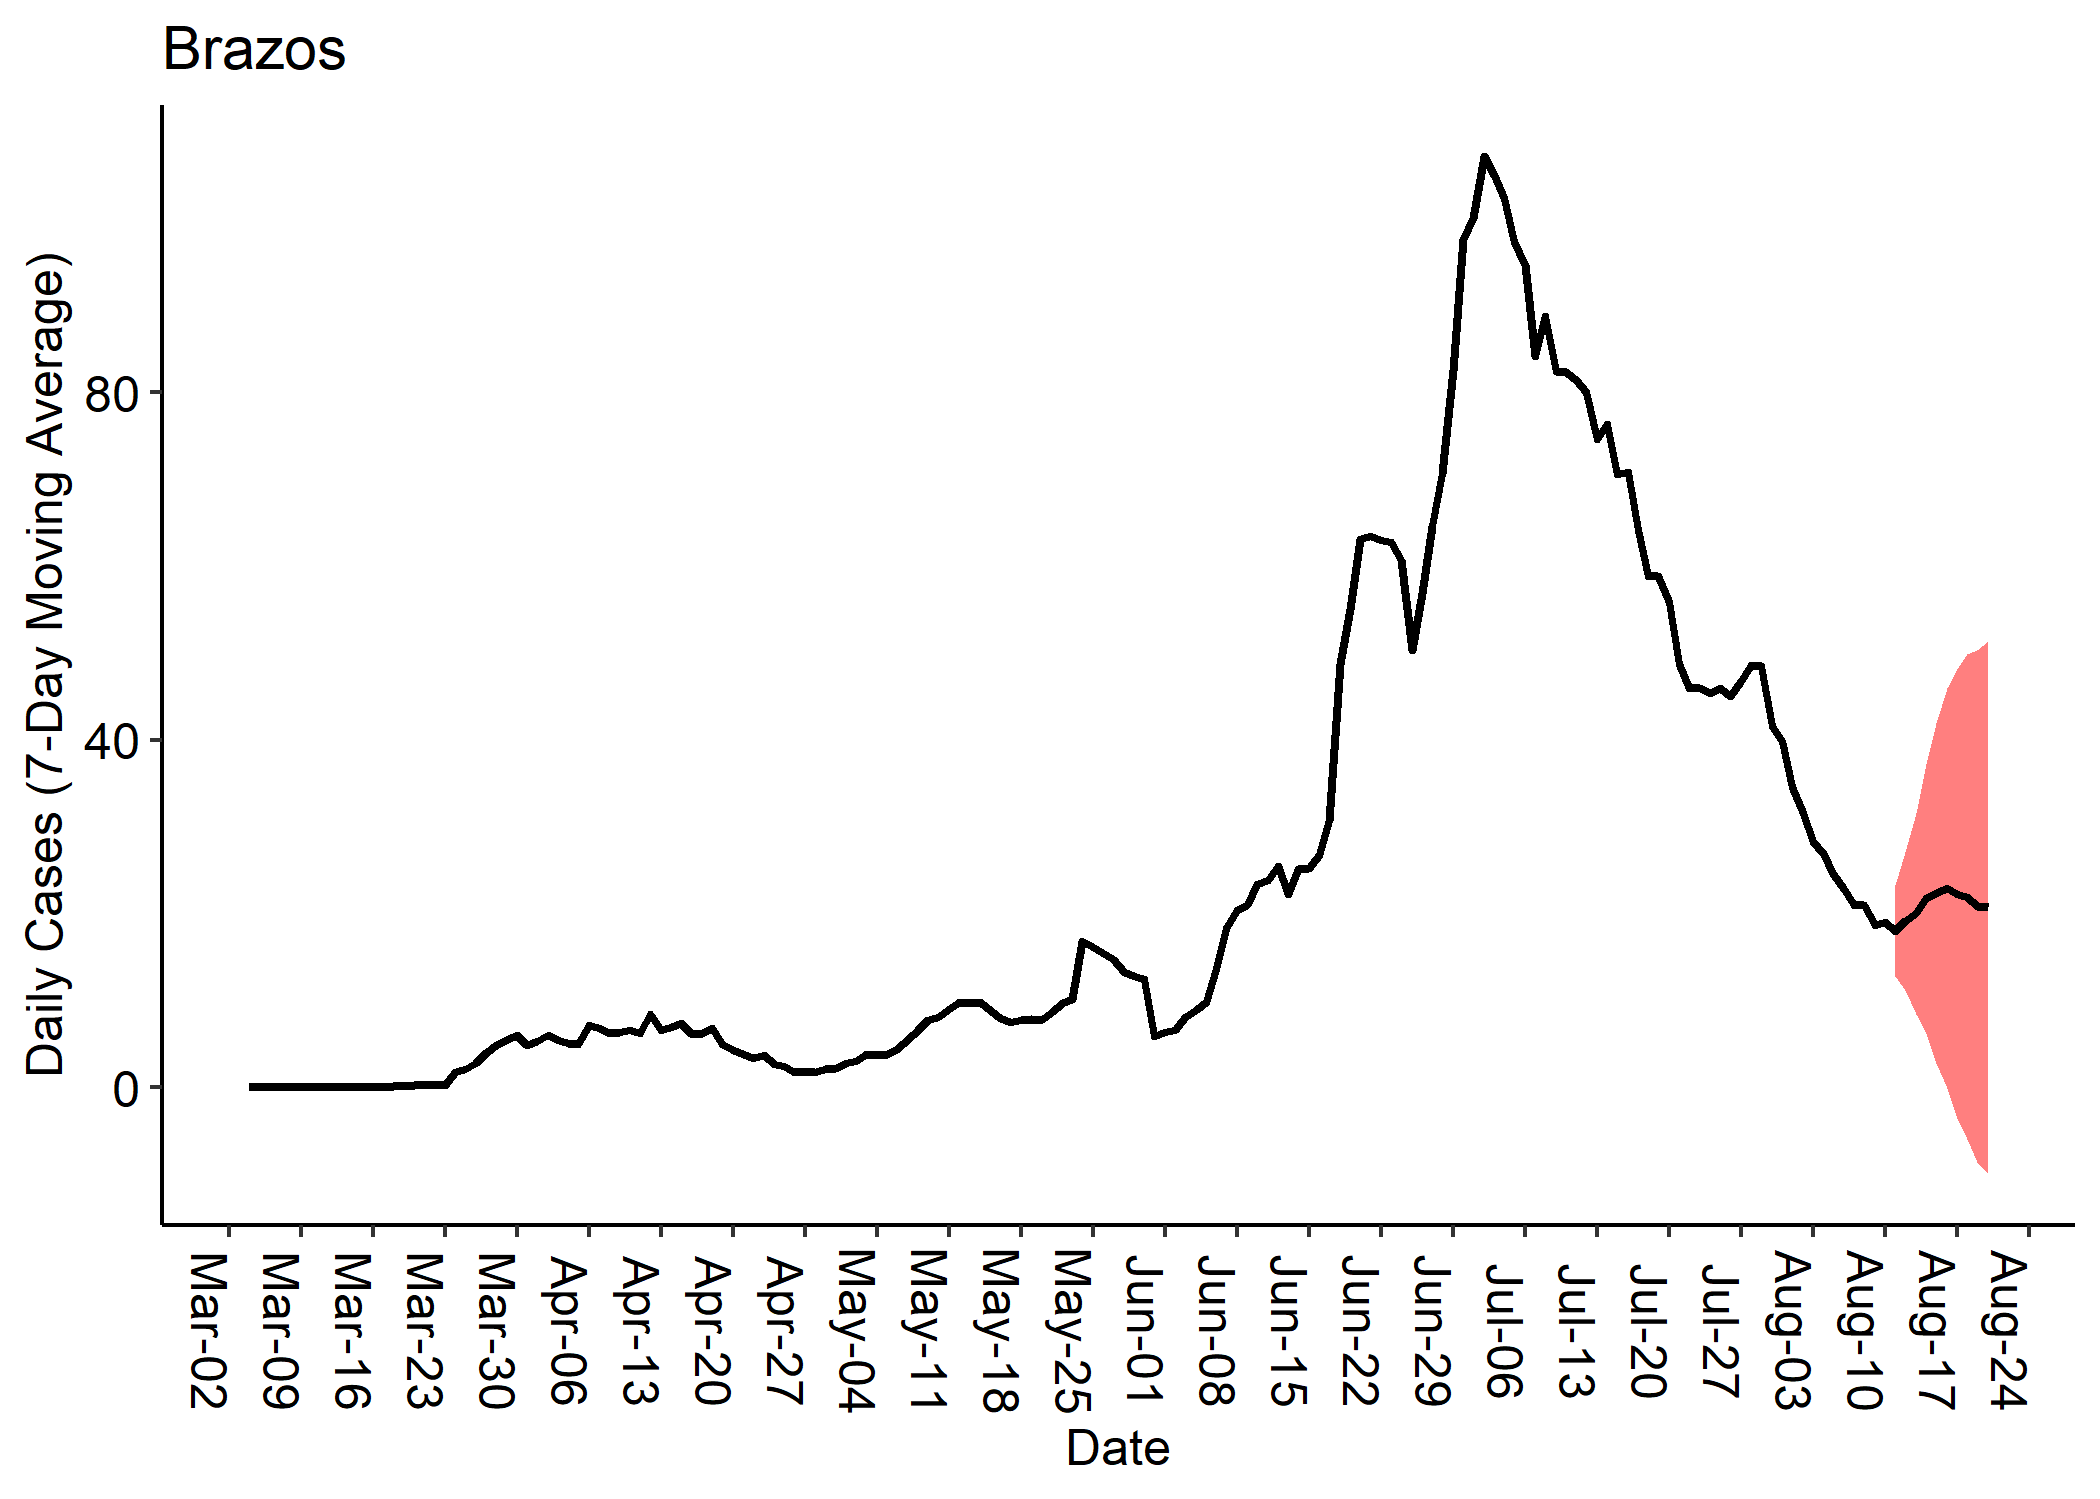 Brazos
Daily Cases (7-Day Moving Average)
80
40
0
Mar-02
Mar-09
Mar-16
Mar-23
Mar-30
Apr-06
Apr-13
Apr-20
Apr-27
May-04
May-11
May-18
May-25
Jun-01
Jun-08
Jun-15
Jun-22
Jun-29
Jul-06
Jul-13
Jul-20
Jul-27
Aug-03
Aug-10
Aug-17
Aug-24
Date